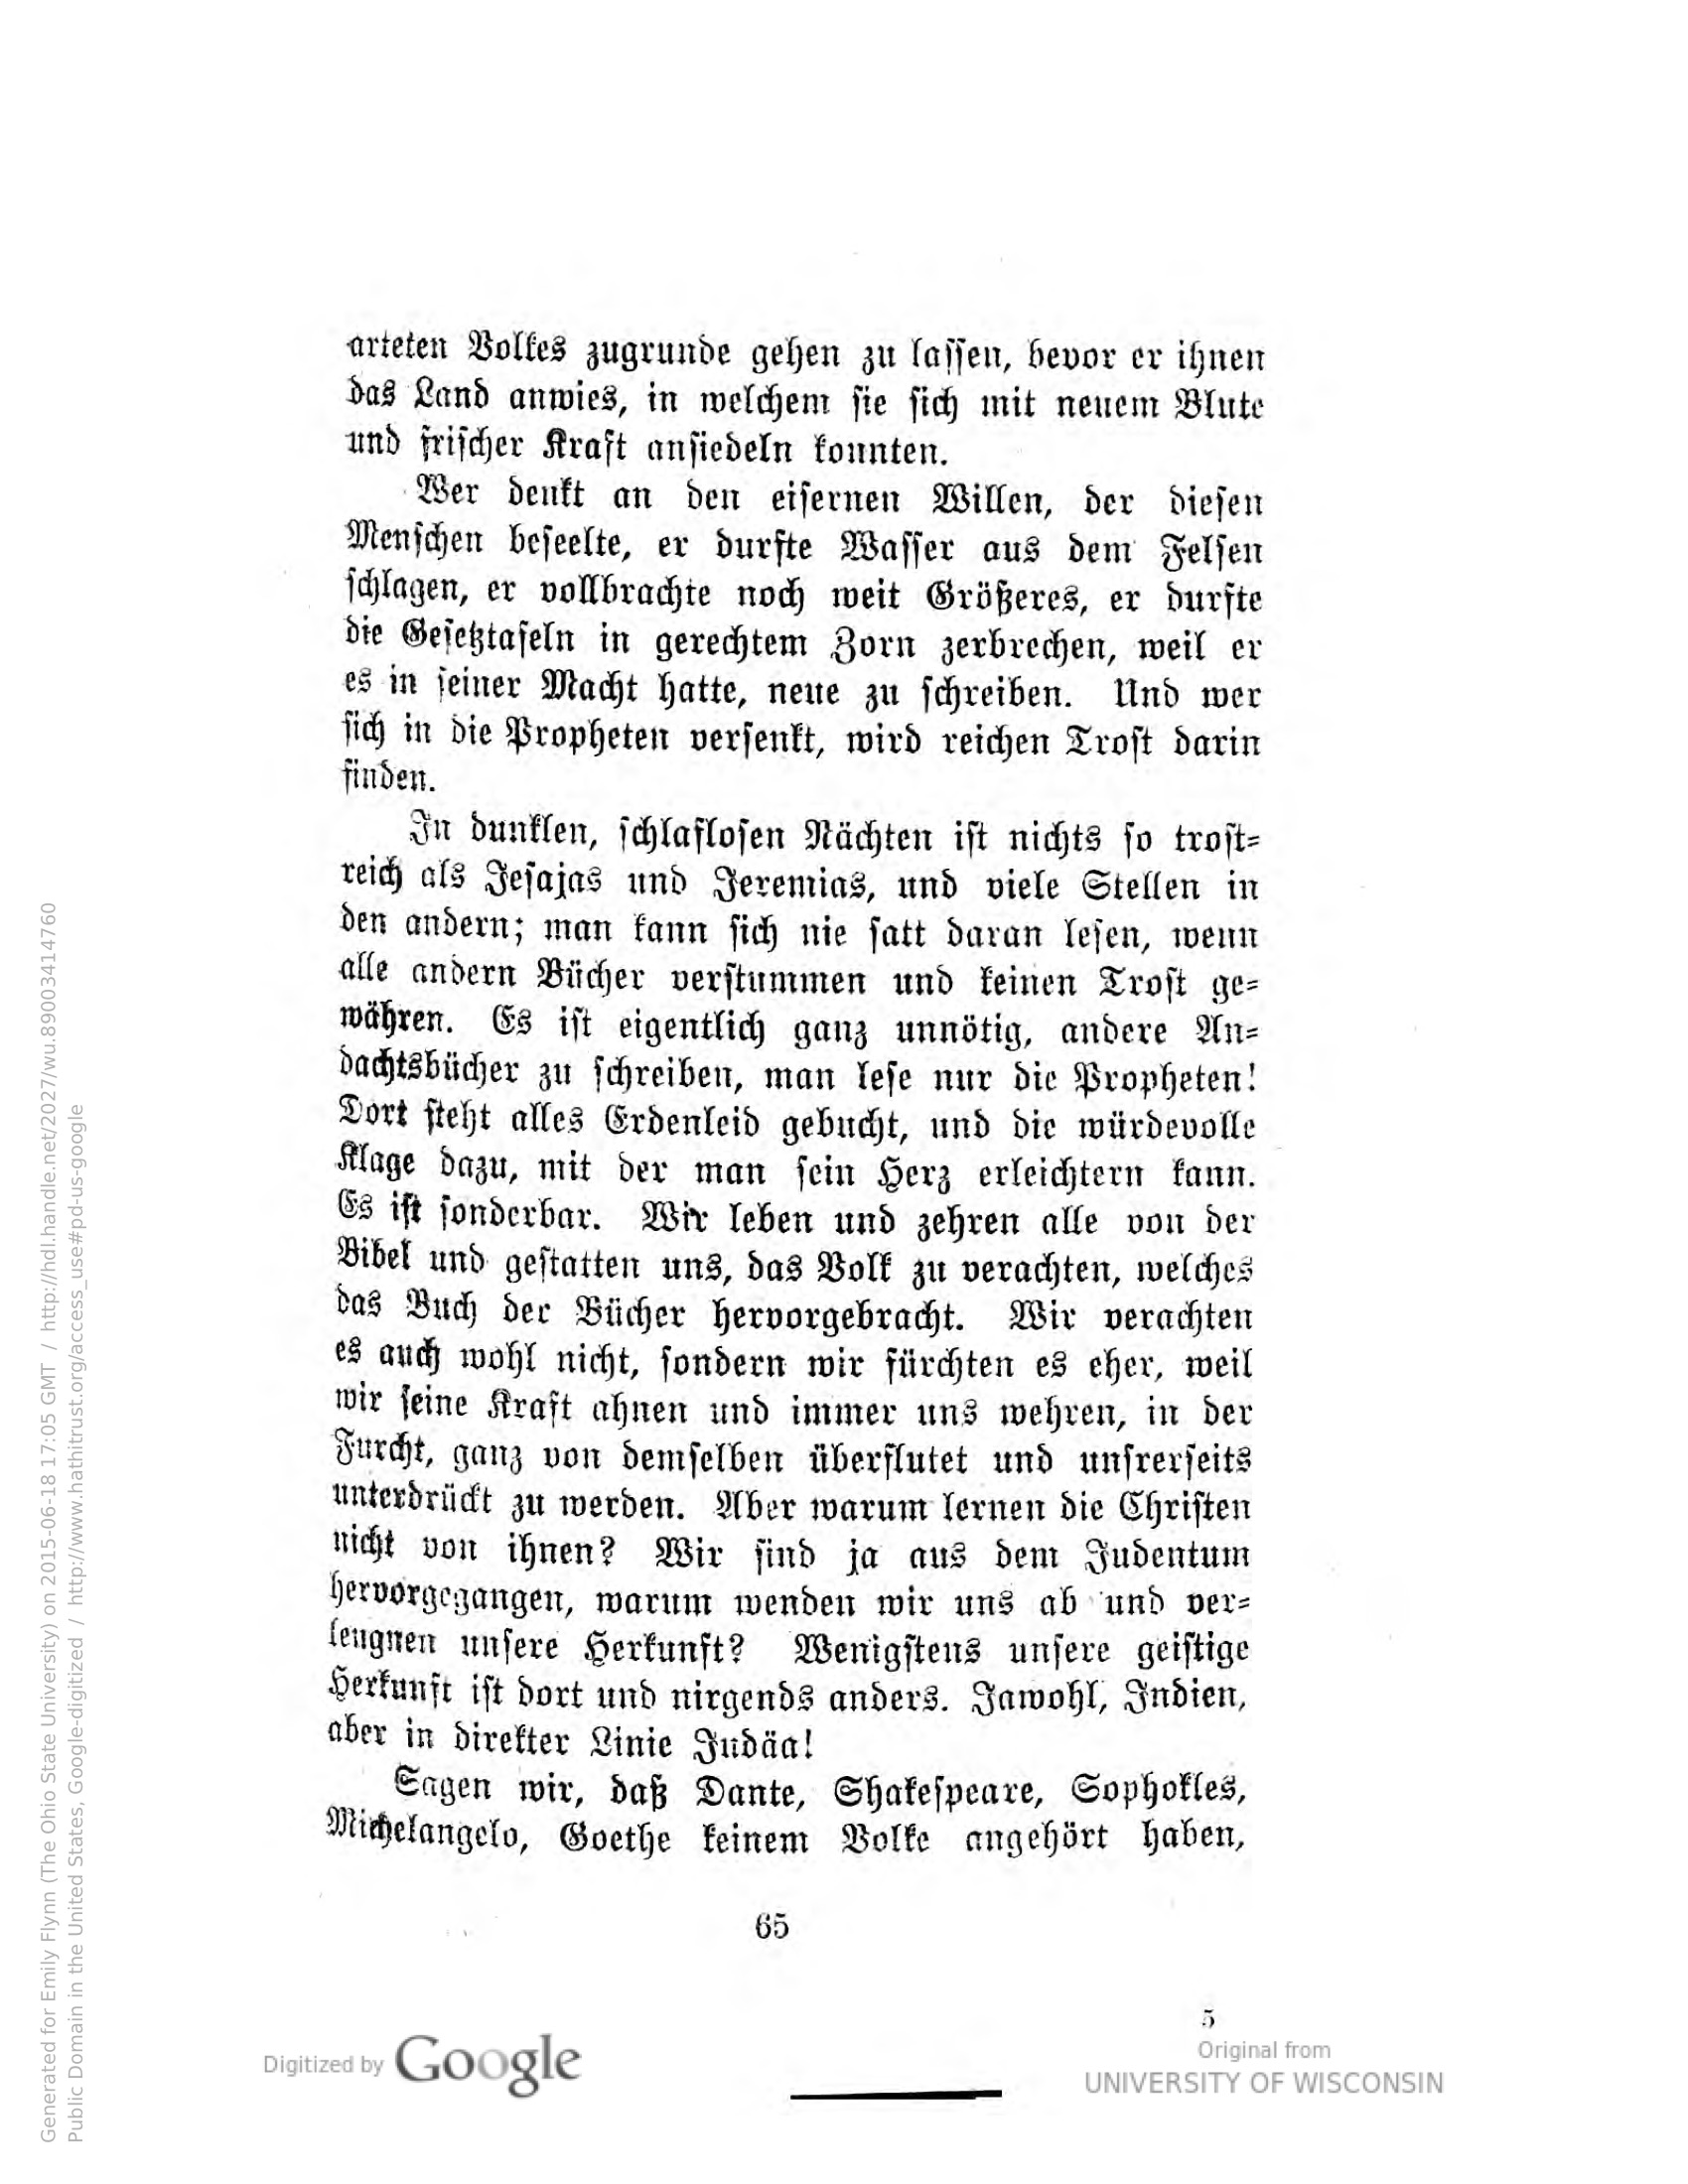 arteten Volkes zugrunde gehen zu lassen, bevor er ihnen
das Land anwies, in welchem sie sich mit neuem Blute
und frischer Kraft ansiedeln konnten.
Wer denkt an den eisernen Willen, der diesen
Menschen beseelte, er durfte Wasser aus dem Felsen
schlagen, er vollbrachte noch weit Größeres, er durfte
die Gesetztafeln in gerechtem Zorn zerbrechen, weil er
es in seiner Macht hatte, neue zu schreiben. Und wer
sich in die Propheten versenkt, wird reichen Trost darin
finden.
In dunklen, schlaflosen Nächten ist nichts so trost-
reich als Jesajas und Jeremias, und viele Stellen in
den andern; man kann sich nie satt daran lesen, wenn
alle andern Bücher verstummen und keinen Trost ge-
währen. Es ist eigentlich ganz unnötig, andere An-
dachtsbücher zu schreiben, man lese nur die Propheten!
Dort steht alles Erdenleid gebucht, und die würdevolle
Klage dazu, mit der man sein Herz erleichtern kann.
Es ist sonderbar. Wir leben und zehren alle von der
Bibel und gestatten uns, das Volk zu verachten, welches
das Buch der Bücher hervorgebracht. Wir verachten
es auch wohl nicht, sondern wir fürchten es eher, weil
wir seine Kraft ahnen und immer uns wehren, in der
Furcht, ganz von demselben überflutet und unsrerseits
unterdrückt zu werden. Aber warum lernen die Christen
nicht von ihnen? Wir sind ja aus dem Judentum
hervorgegangen, warum wenden wir uns ab und ver-
leugnen unsere Herkunft? Wenigstens unsere geistige
Herkunft ist dort und nirgends anders. Jawohl, Indien,
aber in direkter Linie Judäa!
Sagen wir, daß Dante, Shakespeare, Sophokles,
Michelangelo, Goethe keinem Volke angehört haben,
65
5
Digitized by Google
Original from
UNIVERSITY OF WISCONSIN
Generated for Emily Flynn (The Ohio State University) on 2015-06-18 17:05 GMT / http://hdl.handle.net/2027/wu.89003414760
Public Domain in the United States, Google-digitized / http://www.hathitrust.org/access_use#pd-us-google